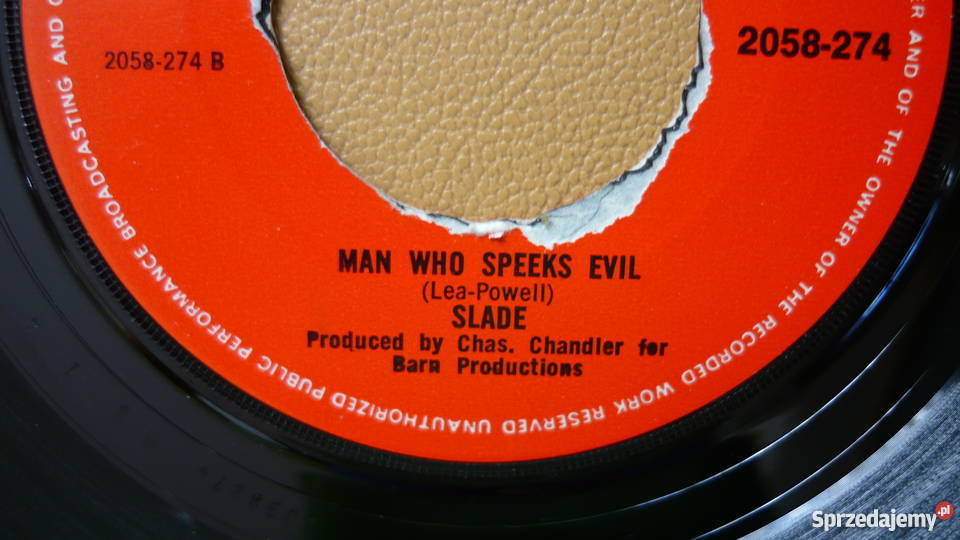 2058-274 B
2058-274
MAN WHO SPEEKS EVIL
(Lea-Powell)
SLADE
Produced by Chas. Chandler for
Barn Productions
ER AND OF THE OWNER OF THE RECORDED WORK RESERVED UNAUTHORIZED PUBLIC PERFORMANCE BROADCASTING AND
Sprzedajemy.pl